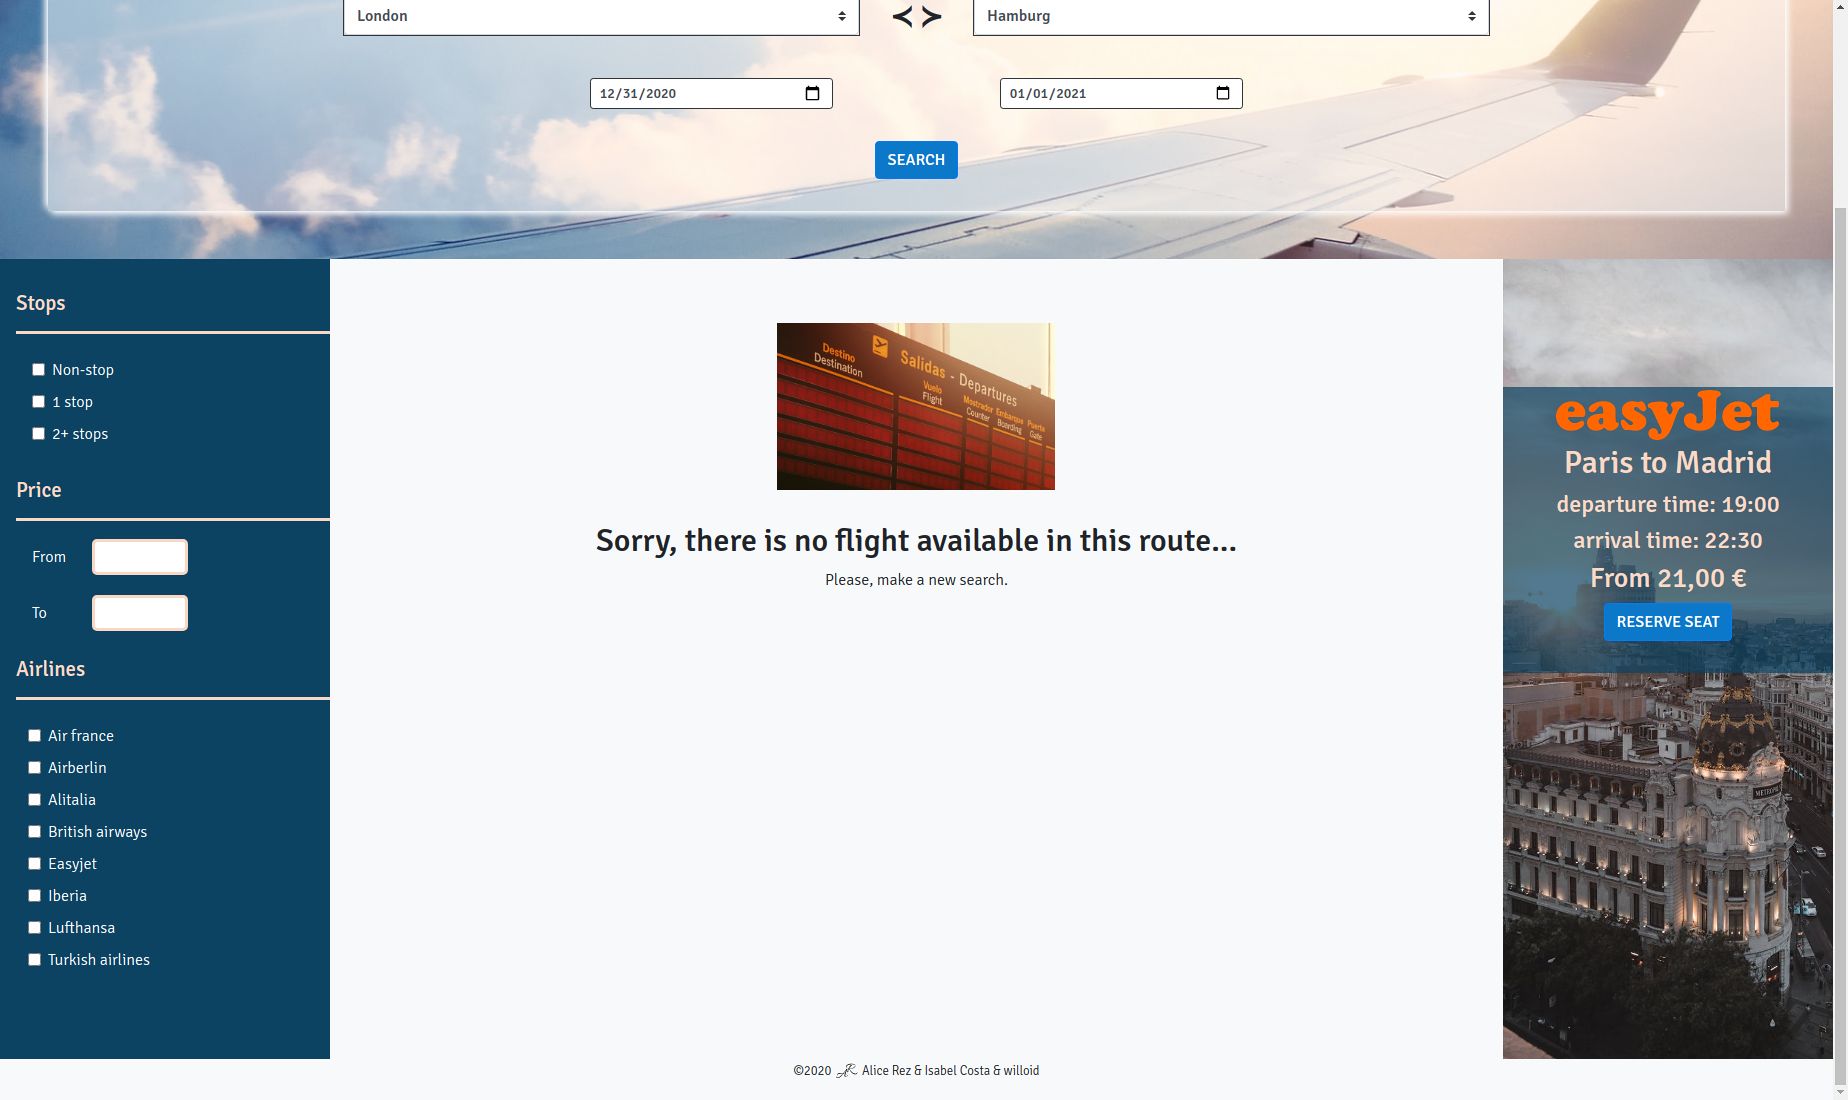 London
Hamburg
12/31/2020
01/01/2021
SEARCH
Stops
Non-stop
1 stop
2+ stops
Price
From
To
Airlines
Air france
Airberlin
Alitalia
British airways
Easyjet
Iberia
Lufthansa
Turkish airlines
Destino
Destination
Salidas - Departures
Vuelo
Flight
Mostrador Embarque Puerta
Counter Boarding Gate
Sorry, there is no flight available in this route...
Please, make a new search.
easyJet
Paris to Madrid
departure time: 19:00
arrival time: 22:30
From 21,00 €
RESERVE SEAT
METROPOLIS
©2020 AR Alice Rez & Isabel Costa & willoid